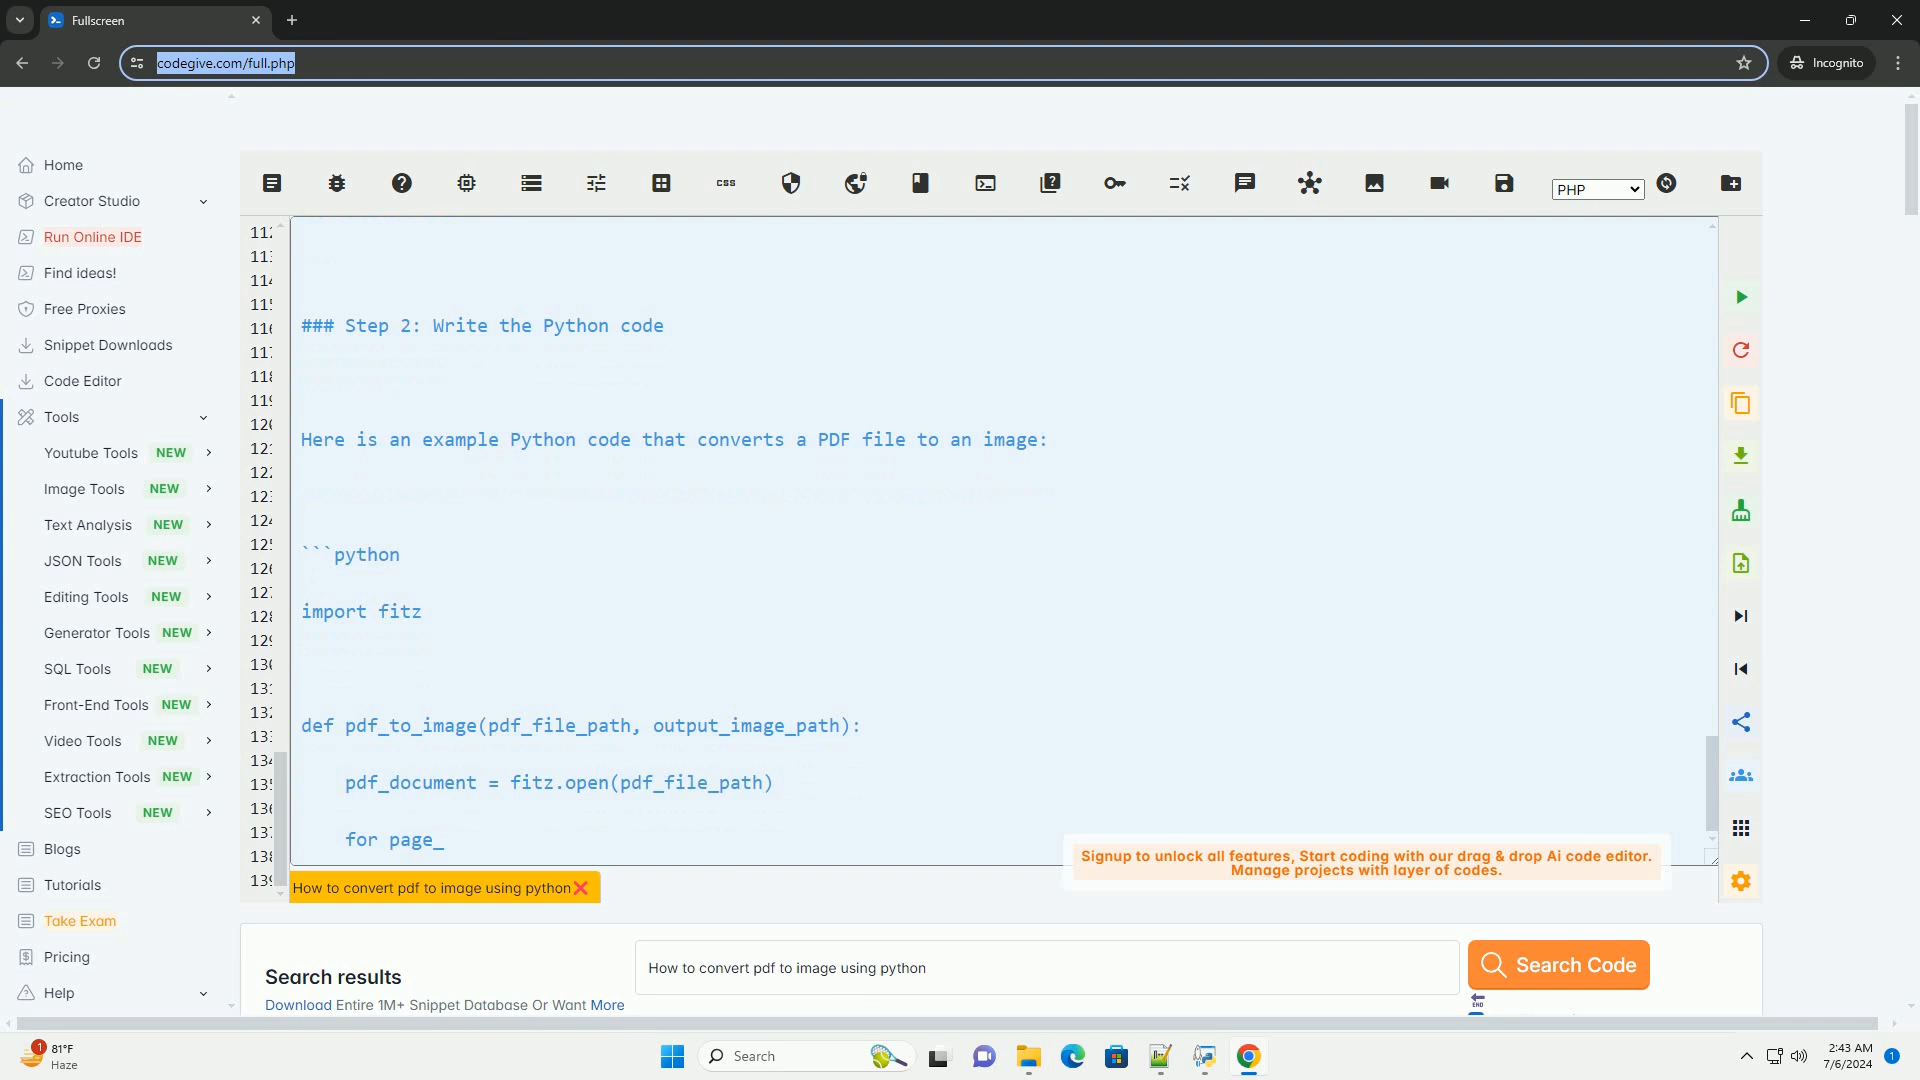 Fullscreen
codegive.com/full.php
Incognito
Home
Creator Studio
Run Online IDE
Find ideas!
Free Proxies
Snippet Downloads
Code Editor
Tools
Youtube Tools NEW
Image Tools NEW
Text Analysis NEW
JSON Tools NEW
Editing Tools NEW
Generator Tools NEW
SQL Tools NEW
Front-End Tools NEW
Video Tools NEW
Extraction Tools NEW
SEO Tools NEW
Blogs
Tutorials
Take Exam
Pricing
Help
css
PHP
### Step 2: Write the Python code
Here is an example Python code that converts a PDF file to an image:
```python
import fitz
def pdf_to_image(pdf_file_path, output_image_path):
pdf_document = fitz.open(pdf_file_path)
for page_
Signup to unlock all features, Start coding with our drag & drop Ai code editor.
Manage projects with layer of codes.
How to convert pdf to image using python
Search results
Download Entire 1M+ Snippet Database Or Want More
How to convert pdf to image using python
Search Code
END
1
81°F
Haze
Search
2:43 AM
7/6/2024
1